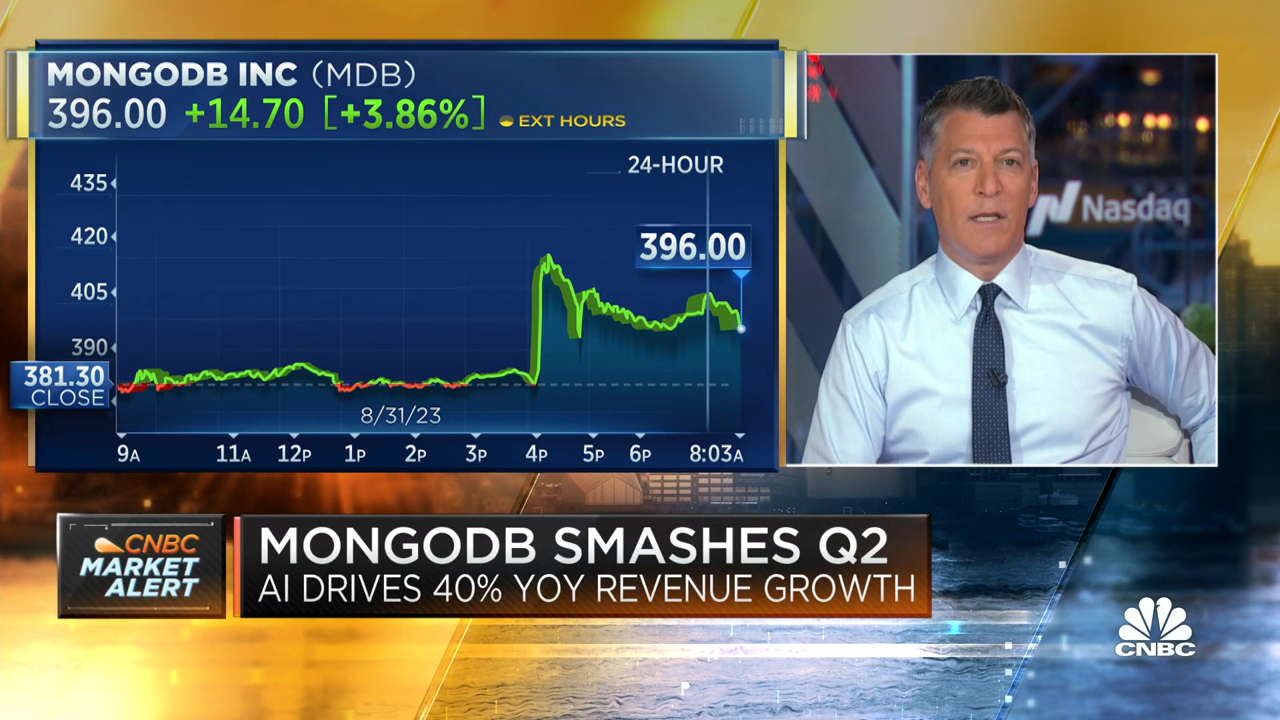 MONGODB INC (MDB)
396.00 +14.70 [+3.86%] EXT HOURS
24-HOUR
435
420
405
390
396.00
381.30
CLOSE
8/31/23
9A 11A 12P 1P 2P 3P 4P 5P 6P 8:03A
Nasdaq
CNBC
MARKET
ALERT
MONGODB SMASHES Q2
AI DRIVES 40% YOY REVENUE GROWTH
CNBC